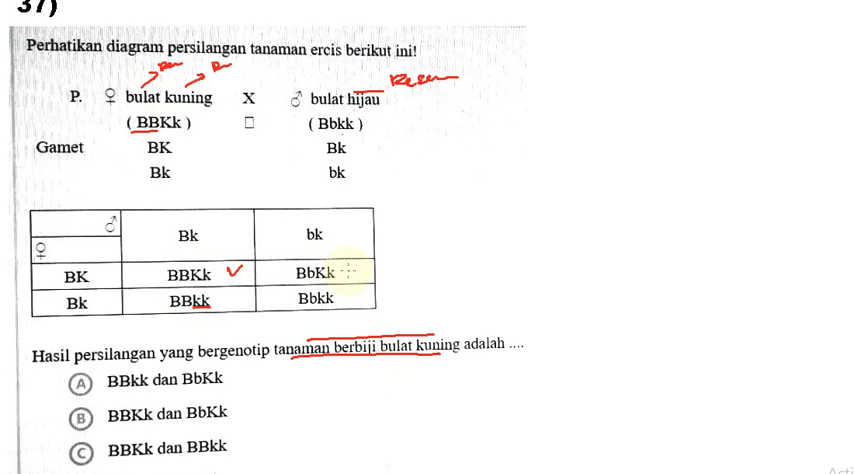 37)
Perhatikan diagram persilangan tanaman ercis berikut ini!
P. ♀ bulat kuning X ♂ bulat hijau
( BBKk ) □ ( Bbkk )
Gamet BK Bk
Bk bk
♂
♀ Bk bk
BK BBKk BbKk
Bk BBkk Bbkk
Hasil persilangan yang bergenotip tanaman berbiji bulat kuning adalah ....
A BBkk dan BbKk
B BBKk dan BbKk
C BBKk dan BBkk